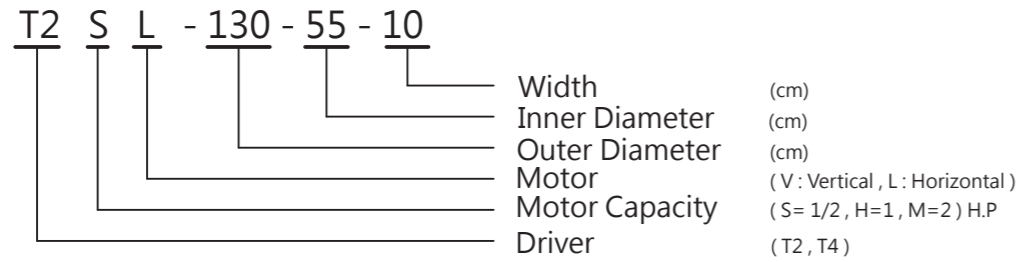 T2 S L - 130 - 55 - 10
Width (cm)
Inner Diameter (cm)
Outer Diameter (cm)
Motor ( V : Vertical , L : Horizontal )
Motor Capacity ( S= 1/2 , H=1 , M=2 ) H.P
Driver ( T2 , T4 )